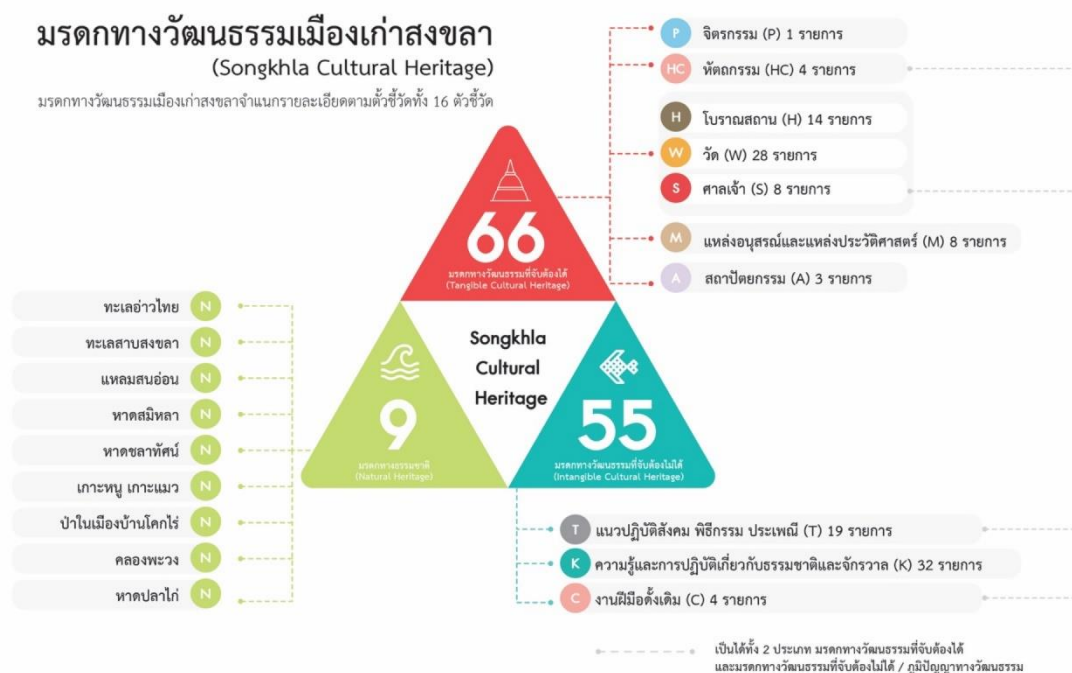 มรดกทางวัฒนธรรมเมืองเก่าสงขลา
(Songkhla Cultural Heritage)
มรดกทางวัฒนธรรมเมืองเก่าสงขลาจำแนกรายละเอียดตามตัวชี้วัดทั้ง 16 ตัวชี้วัด
P จิตรกรรม (P) 1 รายการ
HC หัตถกรรม (HC) 4 รายการ
H โบราณสถาน (H) 14 รายการ
W วัด (W) 28 รายการ
S ศาลเจ้า (S) 8 รายการ
M แหล่งอนุสรณ์และแหล่งประวัติศาสตร์ (M) 8 รายการ
A สถาปัตยกรรม (A) 3 รายการ
66
มรดกทางวัฒนธรรมที่จับต้องได้
(Tangible Cultural Heritage)
Songkhla
Cultural
Heritage
9
มรดกทางธรรมชาติ
(Natural Heritage)
55
มรดกทางวัฒนธรรมที่จับต้องไม่ได้
(Intangible Cultural Heritage)
ทะเลอ่าวไทย N
ทะเลสาบสงขลา N
แหลมสนอ่อน N
หาดสมิหลา N
หาดชลาทัศน์ N
เกาะหนู เกาะแมว N
ป่าในเมืองบ้านโคกไร่ N
คลองพะวง N
หาดปลาไก่ N
T แนวปฏิบัติสังคม พิธีกรรม ประเพณี (T) 19 รายการ
K ความรู้และการปฏิบัติเกี่ยวกับธรรมชาติและจักรวาล (K) 32 รายการ
C งานฝีมือดั้งเดิม (C) 4 รายการ
เป็นได้ทั้ง 2 ประเภท มรดกทางวัฒนธรรมที่จับต้องได้
และมรดกทางวัฒนธรรมที่จับต้องไม่ได้ / ภูมิปัญญาทางวัฒนธรรม